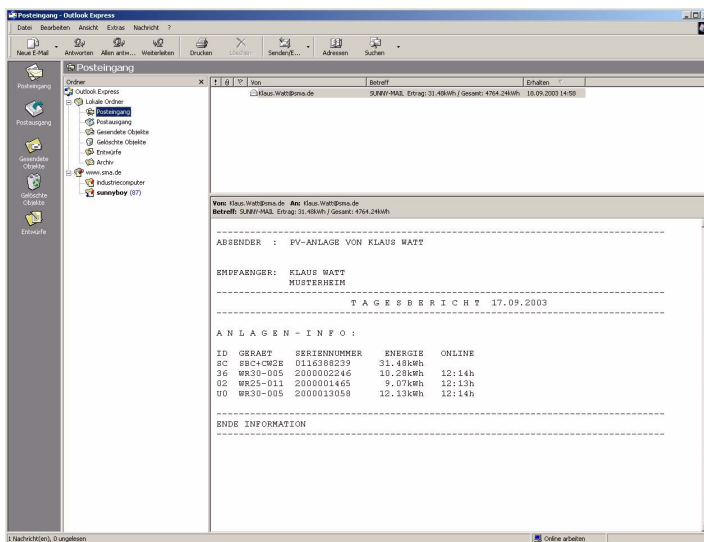 Posteingang - Outlook Express
Datei Bearbeiten Ansicht Extras Nachricht ?
Neue E-Mail Antworten Allen antw... Weiterleiten Drucken Löschen Senden/E... Adressen Suchen
Posteingang
Posteingang
Postausgang
Gesendete
Objekte
Gelöschte
Objekte
Entwürfe
Ordner
Outlook Express
Lokale Ordner
Posteingang
Postausgang
Gesendete Objekte
Gelöschte Objekte
Entwürfe
Archiv
www.sma.de
industriecomputer
sunnyboy (87)
Von Betreff Erhalten
Klaus.Watt@sma.de SUNNY-MAIL Ertrag: 31.48kWh / Gesamt: 4764.24kWh 18.09.2003 14:58
Von: Klaus.Watt@sma.de An: Klaus.Watt@sma.de
Betreff: SUNNY-MAIL Ertrag: 31.48kWh / Gesamt: 4764.24kWh
ABSENDER : PV-ANLAGE VON KLAUS WATT
EMPFAENGER: KLAUS WATT
MUSTERHEIM
T A G E S B E R I C H T 17.09.2003
A N L A G E N - I N F O :
ID GERAET SERIENNUMMER ENERGIE ONLINE
SC SBC+CW2E 0116388239 31.48kWh
36 WR30-005 2000002246 10.28kWh 12:14h
02 WR25-011 2000001465 9.07kWh 12:13h
U0 WR30-005 2000013058 12.13kWh 12:14h
ENDE INFORMATION
1 Nachricht(en), 0 ungelesen Online arbeiten